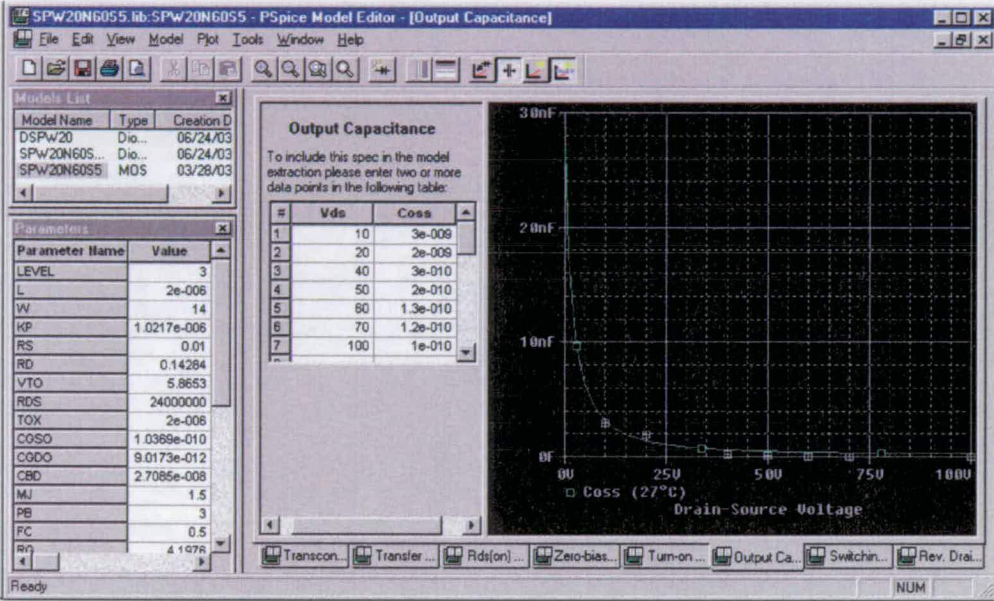 SPW20N60S5.lib:SPW20N60S5 - PSpice Model Editor - [Output Capacitance]
File Edit View Model Plot Tools Window Help
Models List
Model Name Type Creation D
DSPW20 Dio... 06/24/03
SPW20N60S... Dio... 06/24/03
SPW20N60S5 MOS 03/28/03
Parameters
Parameter Name Value
LEVEL 3
L 2e-006
W 14
KP 1.0217e-006
RS 0.01
RD 0.14284
VTO 5.8653
RDS 24000000
TOX 2e-006
CGSO 1.0369e-010
CGDO 9.0173e-012
CBD 2.7085e-008
MJ 1.5
PB 3
FC 0.5
RG 4.1976
Output Capacitance
To include this spec in the model
extraction please enter two or more
data points in the following table:
# Vds Coss
1 10 3e-009
2 20 2e-009
3 40 3e-010
4 50 2e-010
5 60 1.3e-010
6 70 1.2e-010
7 100 1e-010
30nF
20nF
10nF
0F
0V 25V 50V 75V 100V
Coss (27°C)
Drain-Source Voltage
Transcon... Transfer ... Rds(on) ... Zero-bias... Turn-on ... Output Ca... Switchin... Rev. Drai...
Ready NUM